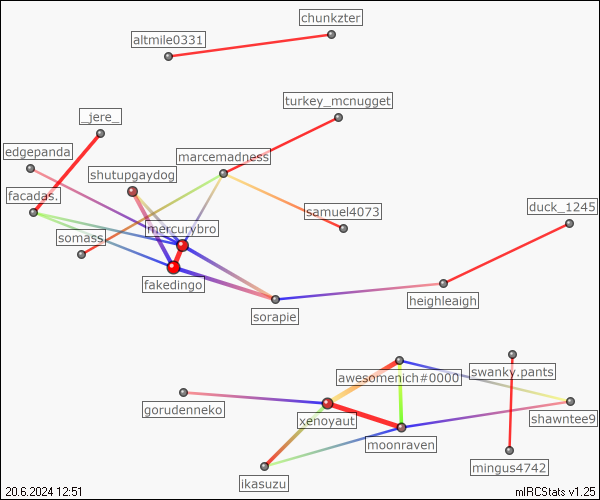 chunkzter
altmile0331
turkey_mcnugget
_jere_
edgepanda
marcemadness
shutupgaydog
facadas.
duck_1245
samuel4073
mercurybro
somass
fakedingo
heighleaigh
sorapie
swanky.pants
awesomenich#0000
gorudenneko
shawntee9
xenoyaut
moonraven
mingus4742
ikasuzu
20.6.2024 12:51
mIRCStats v1.25